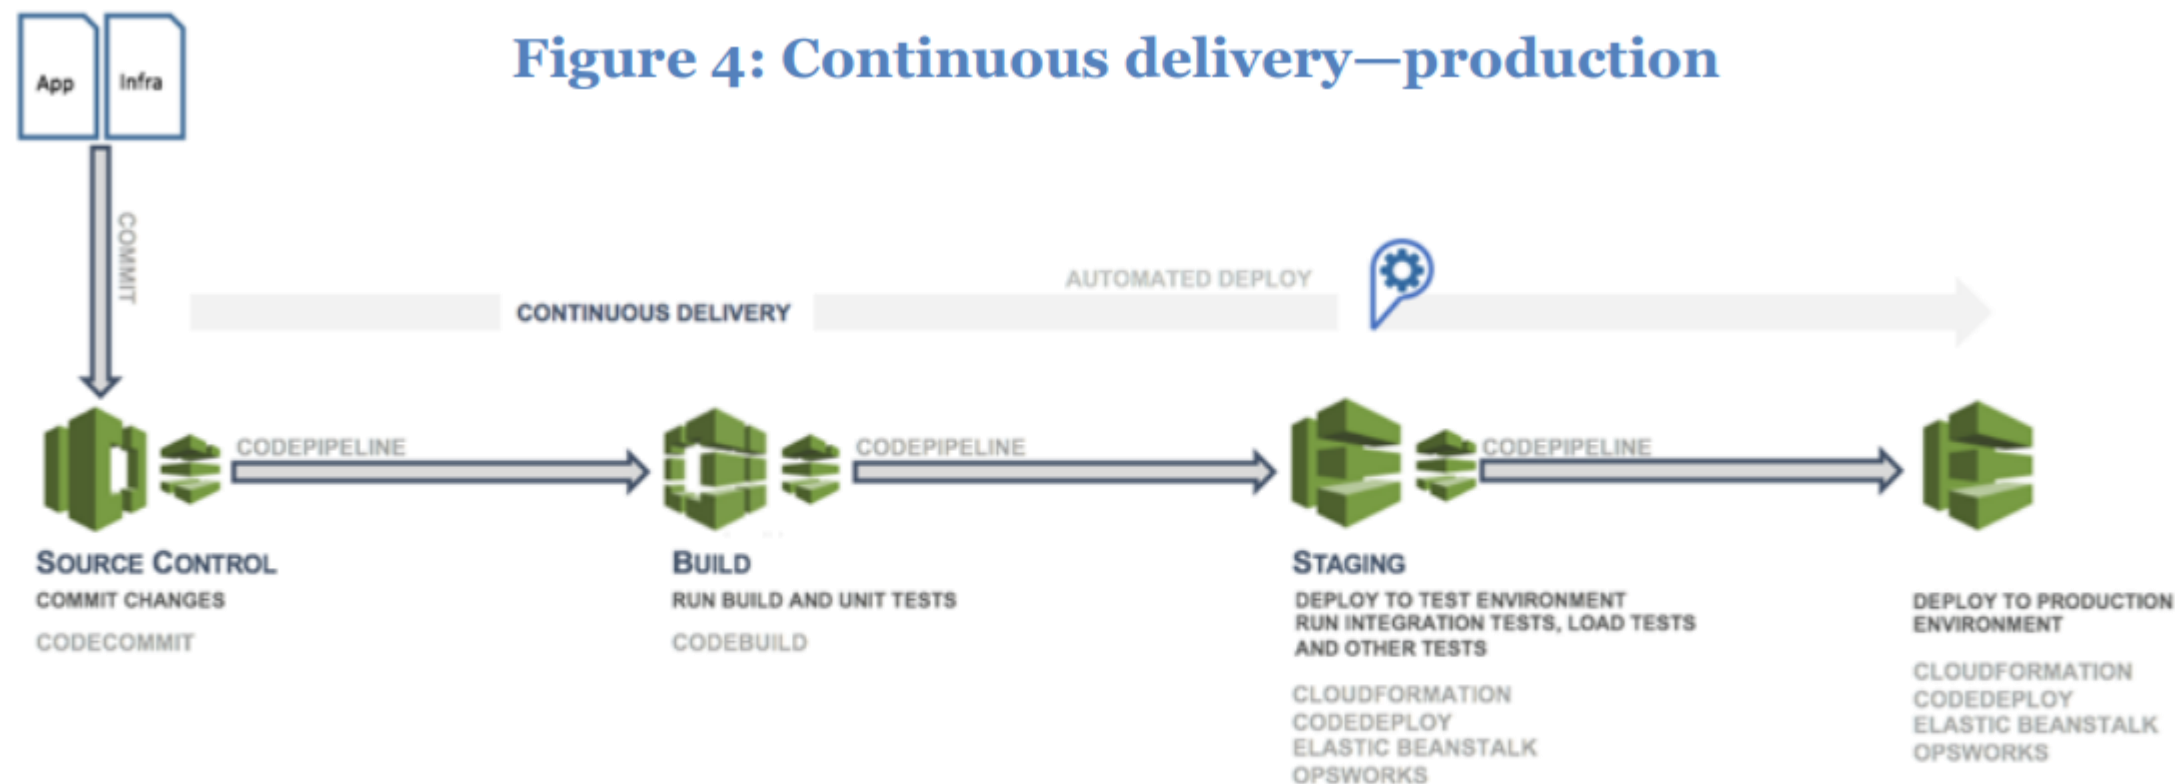 App
Infra
Figure 4: Continuous delivery—production
COMMIT
AUTOMATED DEPLOY
CONTINUOUS DELIVERY
CODEPIPELINE
CODEPIPELINE
CODEPIPELINE
SOURCE CONTROL
COMMIT CHANGES
CODECOMMIT
BUILD
RUN BUILD AND UNIT TESTS
CODEBUILD
STAGING
DEPLOY TO TEST ENVIRONMENT
RUN INTEGRATION TESTS, LOAD TESTS
AND OTHER TESTS
CLOUDFORMATION
CODEDEPLOY
ELASTIC BEANSTALK
OPSWORKS
DEPLOY TO PRODUCTION
ENVIRONMENT
CLOUDFORMATION
CODEDEPLOY
ELASTIC BEANSTALK
OPSWORKS